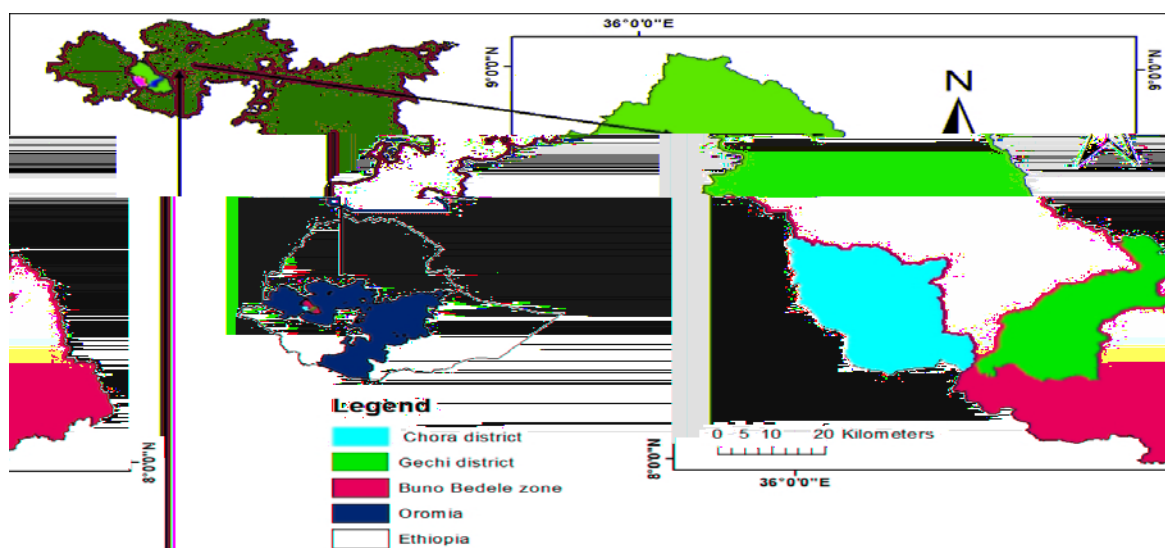 36°0'0"E
9°0'0"N
9°0'0"N
N
Legend
Chora district
Gechi district
Buno Bedele zone
Oromia
Ethiopia
0 5 10 20 Kilometers
8°0'0"N
8°0'0"N
36°0'0"E